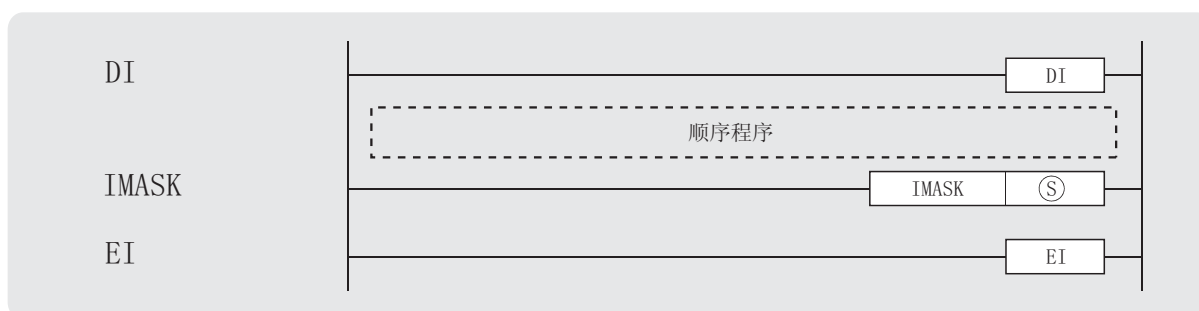 DI DI
顺序程序
IMASK IMASK Ⓢ
EI EI